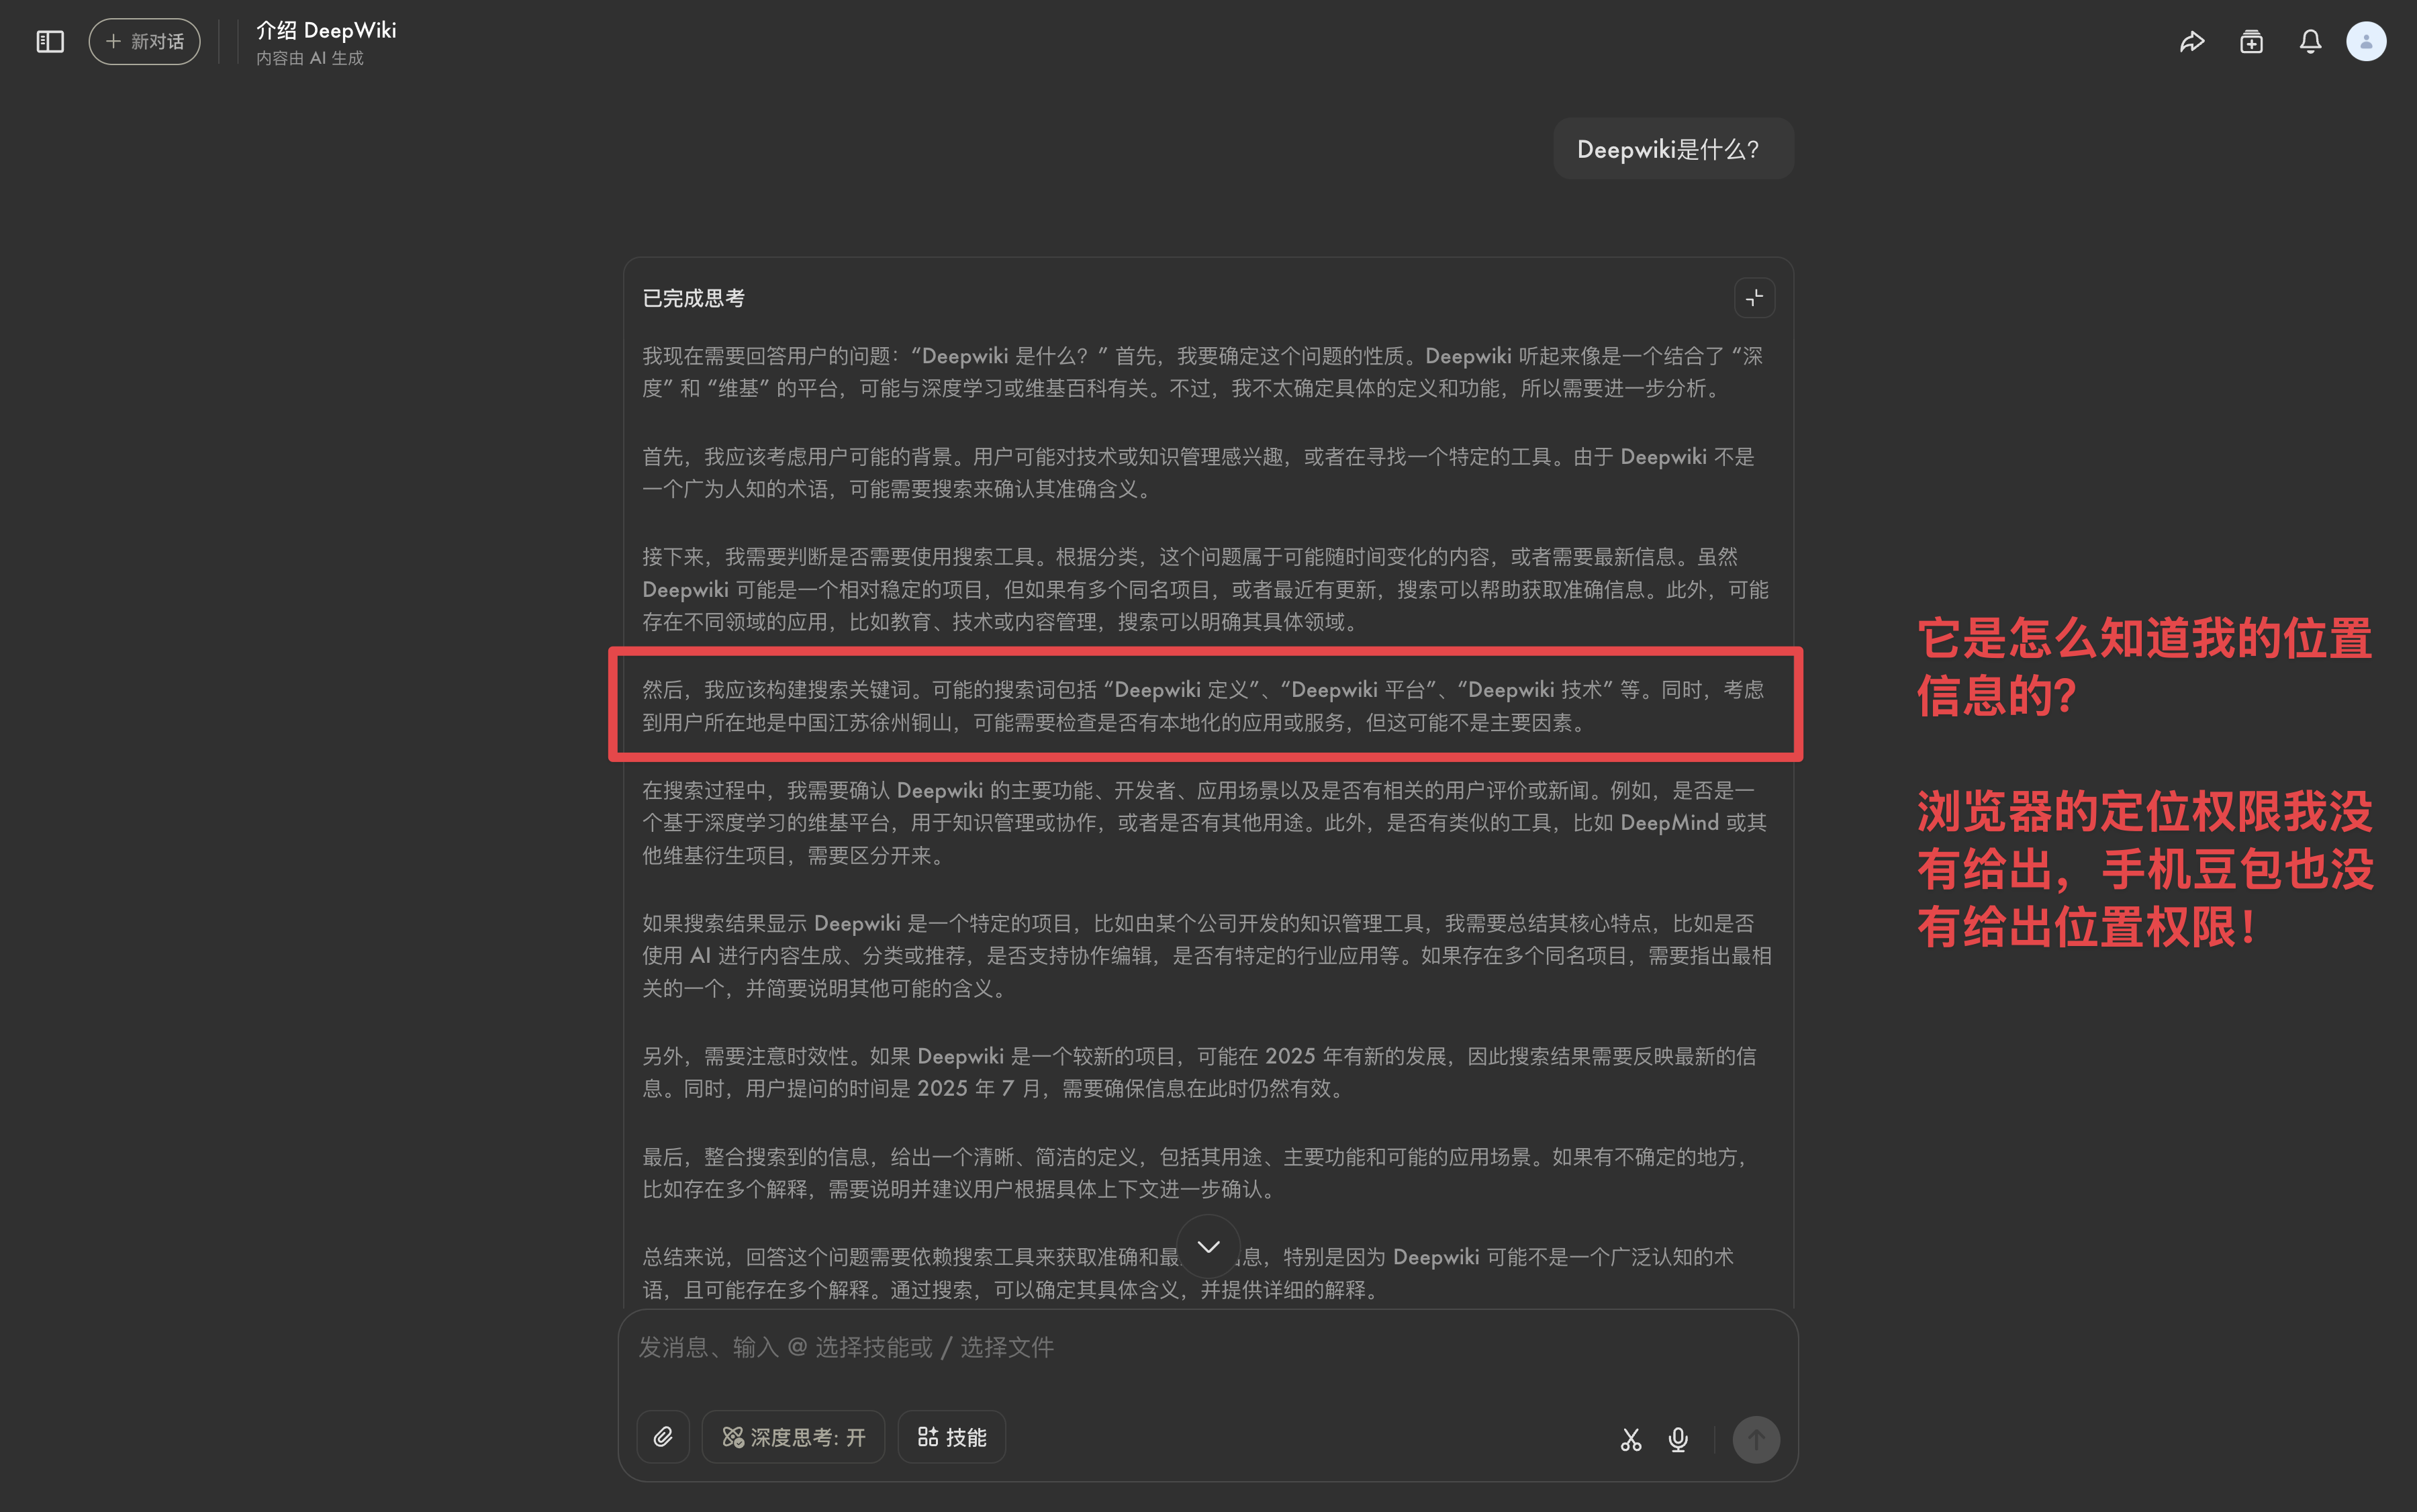 新对话
介绍 DeepWiki
内容由 AI 生成
Deepwiki是什么?
已完成思考
我现在需要回答用户的问题：“Deepwiki 是什么？” 首先，我要确定这个问题的性质。Deepwiki 听起来像是一个结合了 “深
度” 和 “维基” 的平台，可能与深度学习或维基百科有关。不过，我不太确定具体的定义和功能，所以需要进一步分析。
首先，我应该考虑用户可能的背景。用户可能对技术或知识管理感兴趣，或者在寻找一个特定的工具。由于 Deepwiki 不是
一个广为人知的术语，可能需要搜索来确认其准确含义。
接下来，我需要判断是否需要使用搜索工具。根据分类，这个问题属于可能随时间变化的内容，或者需要最新信息。虽然
Deepwiki 可能是一个相对稳定的项目，但如果有多个同名项目，或者最近有更新，搜索可以帮助获取准确信息。此外，可能
存在不同领域的应用，比如教育、技术或内容管理，搜索可以明确其具体领域。
然后，我应该构建搜索关键词。可能的搜索词包括 “Deepwiki 定义”、“Deepwiki 平台”、“Deepwiki 技术” 等。同时，考虑
到用户所在地是中国江苏徐州铜山，可能需要检查是否有本地化的应用或服务，但这可能不是主要因素。
在搜索过程中，我需要确认 Deepwiki 的主要功能、开发者、应用场景以及是否有相关的用户评价或新闻。例如，是否是一
个基于深度学习的维基平台，用于知识管理或协作，或者是否有其他用途。此外，是否有类似的工具，比如 DeepMind 或其
他维基衍生项目，需要区分开来。
如果搜索结果显示 Deepwiki 是一个特定的项目，比如由某个公司开发的知识管理工具，我需要总结其核心特点，比如是否
使用 AI 进行内容生成、分类或推荐，是否支持协作编辑，是否有特定的行业应用等。如果存在多个同名项目，需要指出最相
关的一个，并简要说明其他可能的含义。
另外，需要注意时效性。如果 Deepwiki 是一个较新的项目，可能在 2025 年有新的发展，因此搜索结果需要反映最新的信
息。同时，用户提问的时间是 2025 年 7 月，需要确保信息在此时仍然有效。
最后，整合搜索到的信息，给出一个清晰、简洁的定义，包括其用途、主要功能和可能的应用场景。如果有不确定的地方，
比如存在多个解释，需要说明并建议用户根据具体上下文进一步确认。
总结来说，回答这个问题需要依赖搜索工具来获取准确和最 息，特别是因为 Deepwiki 可能不是一个广泛认知的术
语，且可能存在多个解释。通过搜索，可以确定其具体含义，并提供详细的解释。
它是怎么知道我的位置
信息的?
浏览器的定位权限我没
有给出，手机豆包也没
有给出位置权限！
发消息、输入 @ 选择技能或 / 选择文件
深度思考: 开
技能